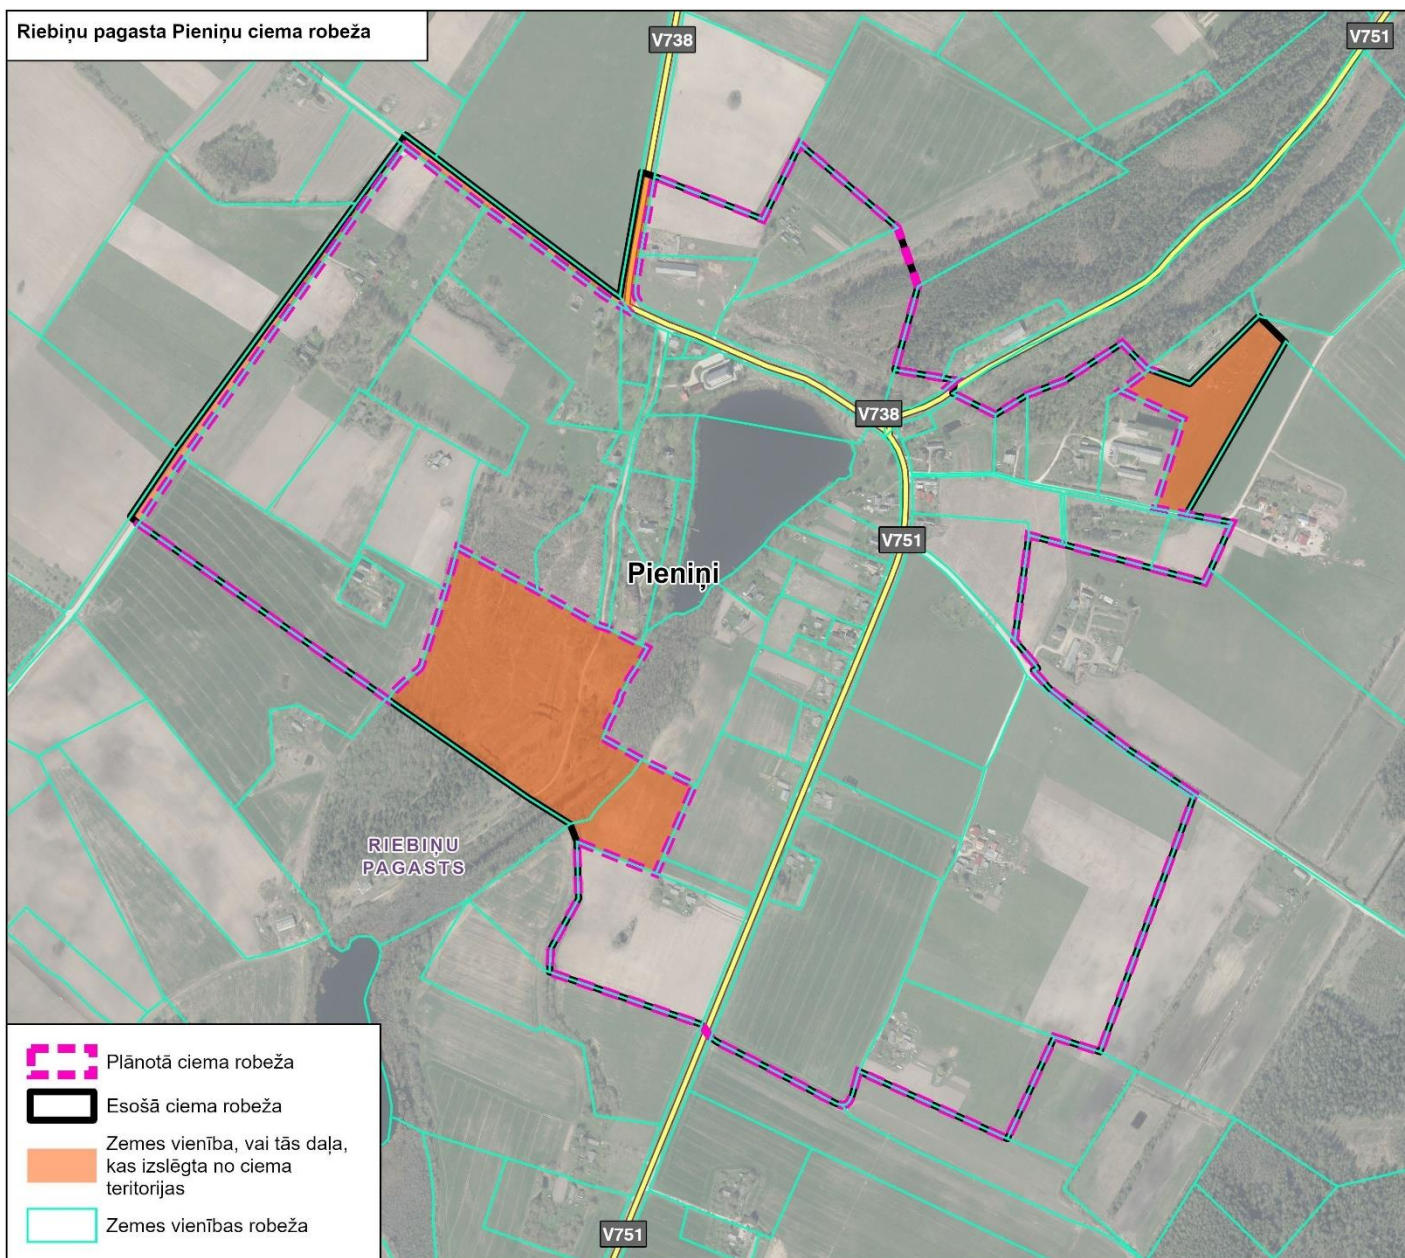 Riebiņu pagasta Pieniņu ciema robeža
V738
V751
V738
V751
Pieniņi
RIEBIŅU
PAGASTS
Plānotā ciema robeža
Esošā ciema robeža
Zemes vienība, vai tās daļa,
kas izslēgta no ciema
teritorijas
Zemes vienības robeža
V751